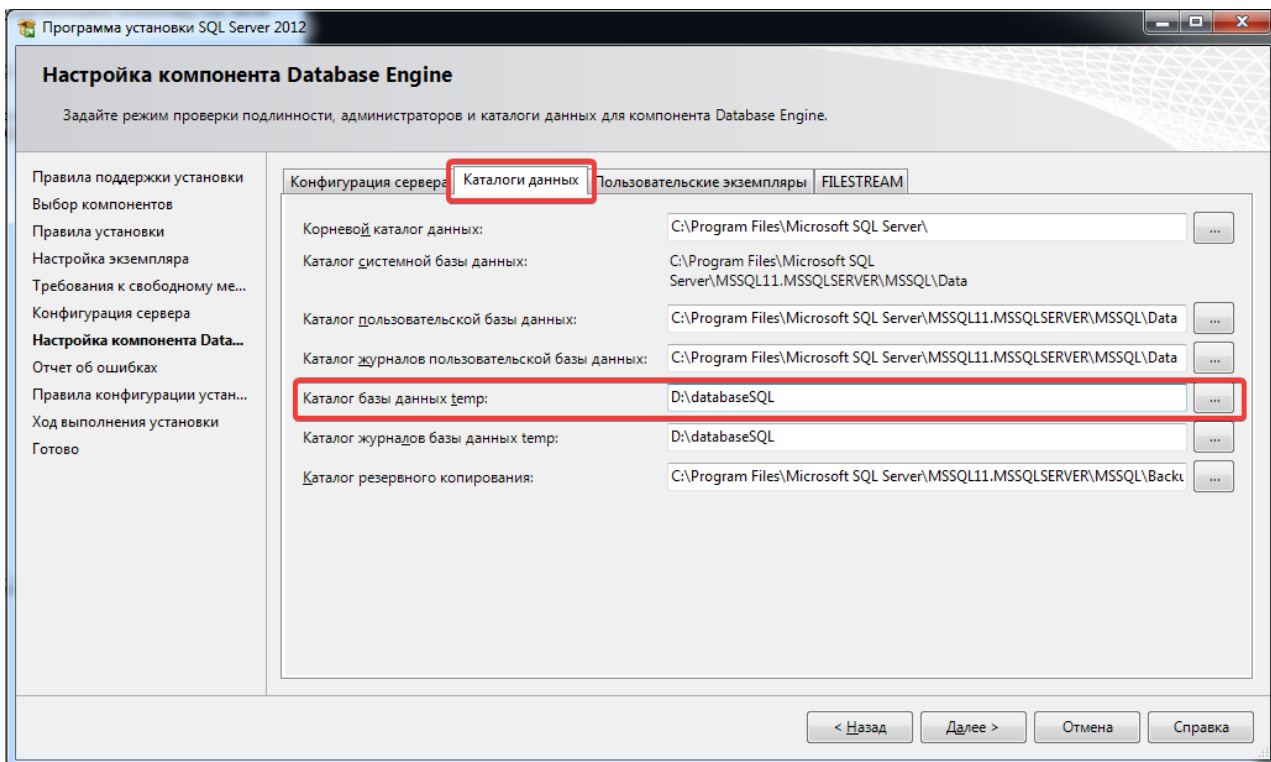 Программа установки SQL Server 2012
Настройка компонента Database Engine
Задайте режим проверки подлинности, администраторов и каталоги данных для компонента Database Engine.
Правила поддержки установки
Выбор компонентов
Правила установки
Настройка экземпляра
Требования к свободному ме...
Конфигурация сервера
Настройка компонента Data...
Отчет об ошибках
Правила конфигурации устан...
Ход выполнения установки
Готово
Конфигурация сервера Каталоги данных Пользовательские экземпляры FILESTREAM
Корневой каталог данных: C:\Program Files\Microsoft SQL Server\ ...
Каталог системной базы данных: C:\Program Files\Microsoft SQL
Server\MSSQL11.MSSQLSERVER\MSSQL\Data
Каталог пользовательской базы данных: C:\Program Files\Microsoft SQL Server\MSSQL11.MSSQLSERVER\MSSQL\Data ...
Каталог журналов пользовательской базы данных: C:\Program Files\Microsoft SQL Server\MSSQL11.MSSQLSERVER\MSSQL\Data ...
Каталог базы данных temp: D:\databaseSQL ...
Каталог журналов базы данных temp: D:\databaseSQL ...
Каталог резервного копирования: C:\Program Files\Microsoft SQL Server\MSSQL11.MSSQLSERVER\MSSQL\Backu ...
< Назад Далее > Отмена Справка